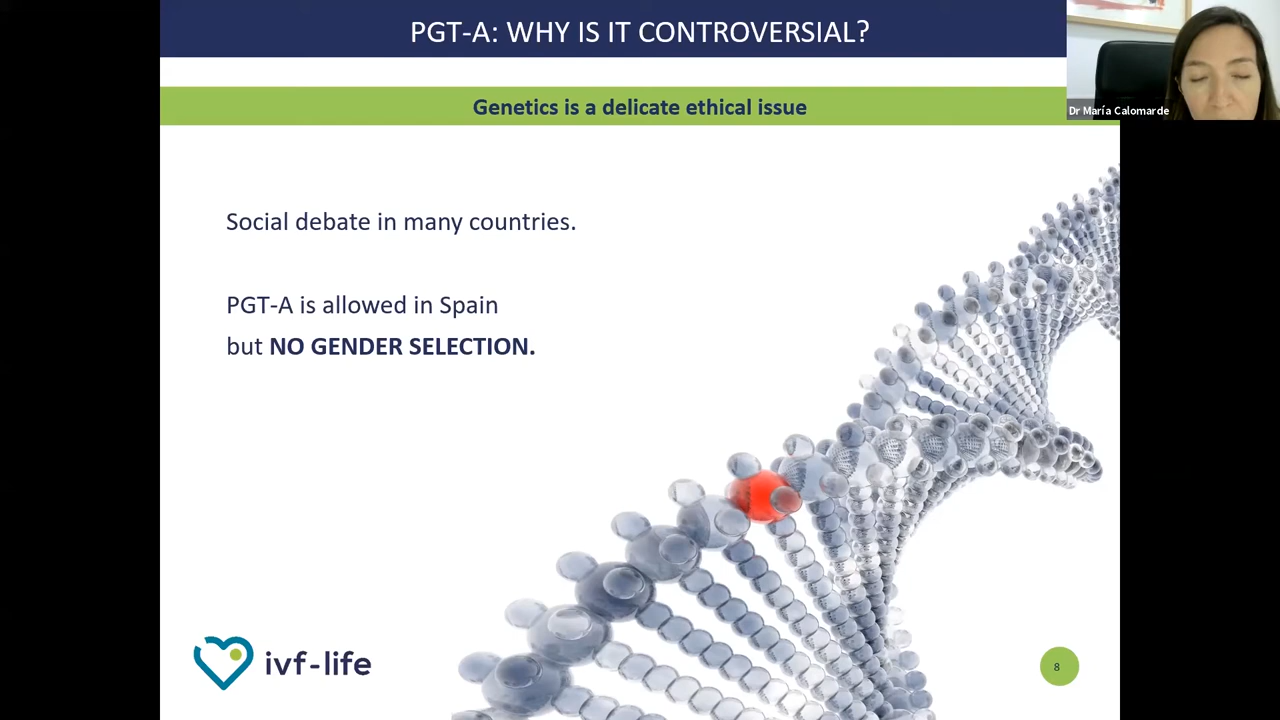 PGT-A: WHY IS IT CONTROVERSIAL?
Dr María Calomarde
Genetics is a delicate ethical issue
Social debate in many countries.
PGT-A is allowed in Spain
but NO GENDER SELECTION.
ivf-life
8